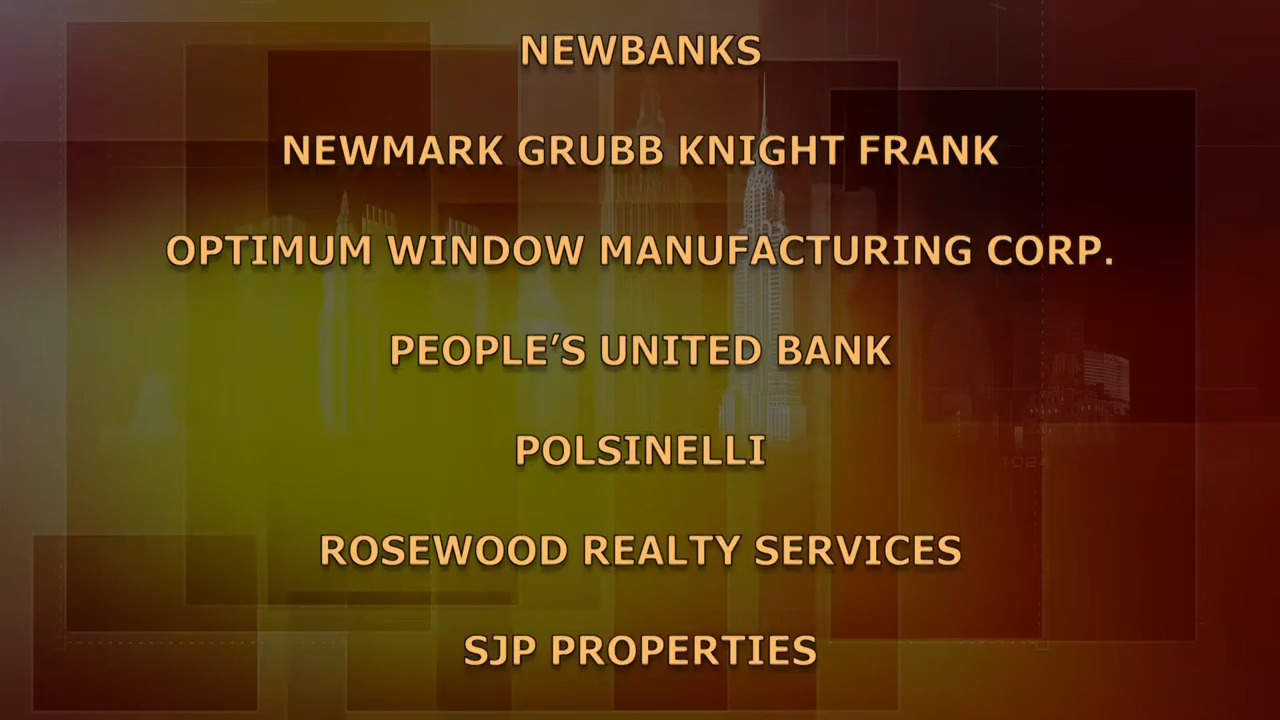 NEWBANKS
NEWMARK GRUBB KNIGHT FRANK
OPTIMUM WINDOW MANUFACTURING CORP.
PEOPLE’S UNITED BANK
POLSINELLI
ROSEWOOD REALTY SERVICES
SJP PROPERTIES